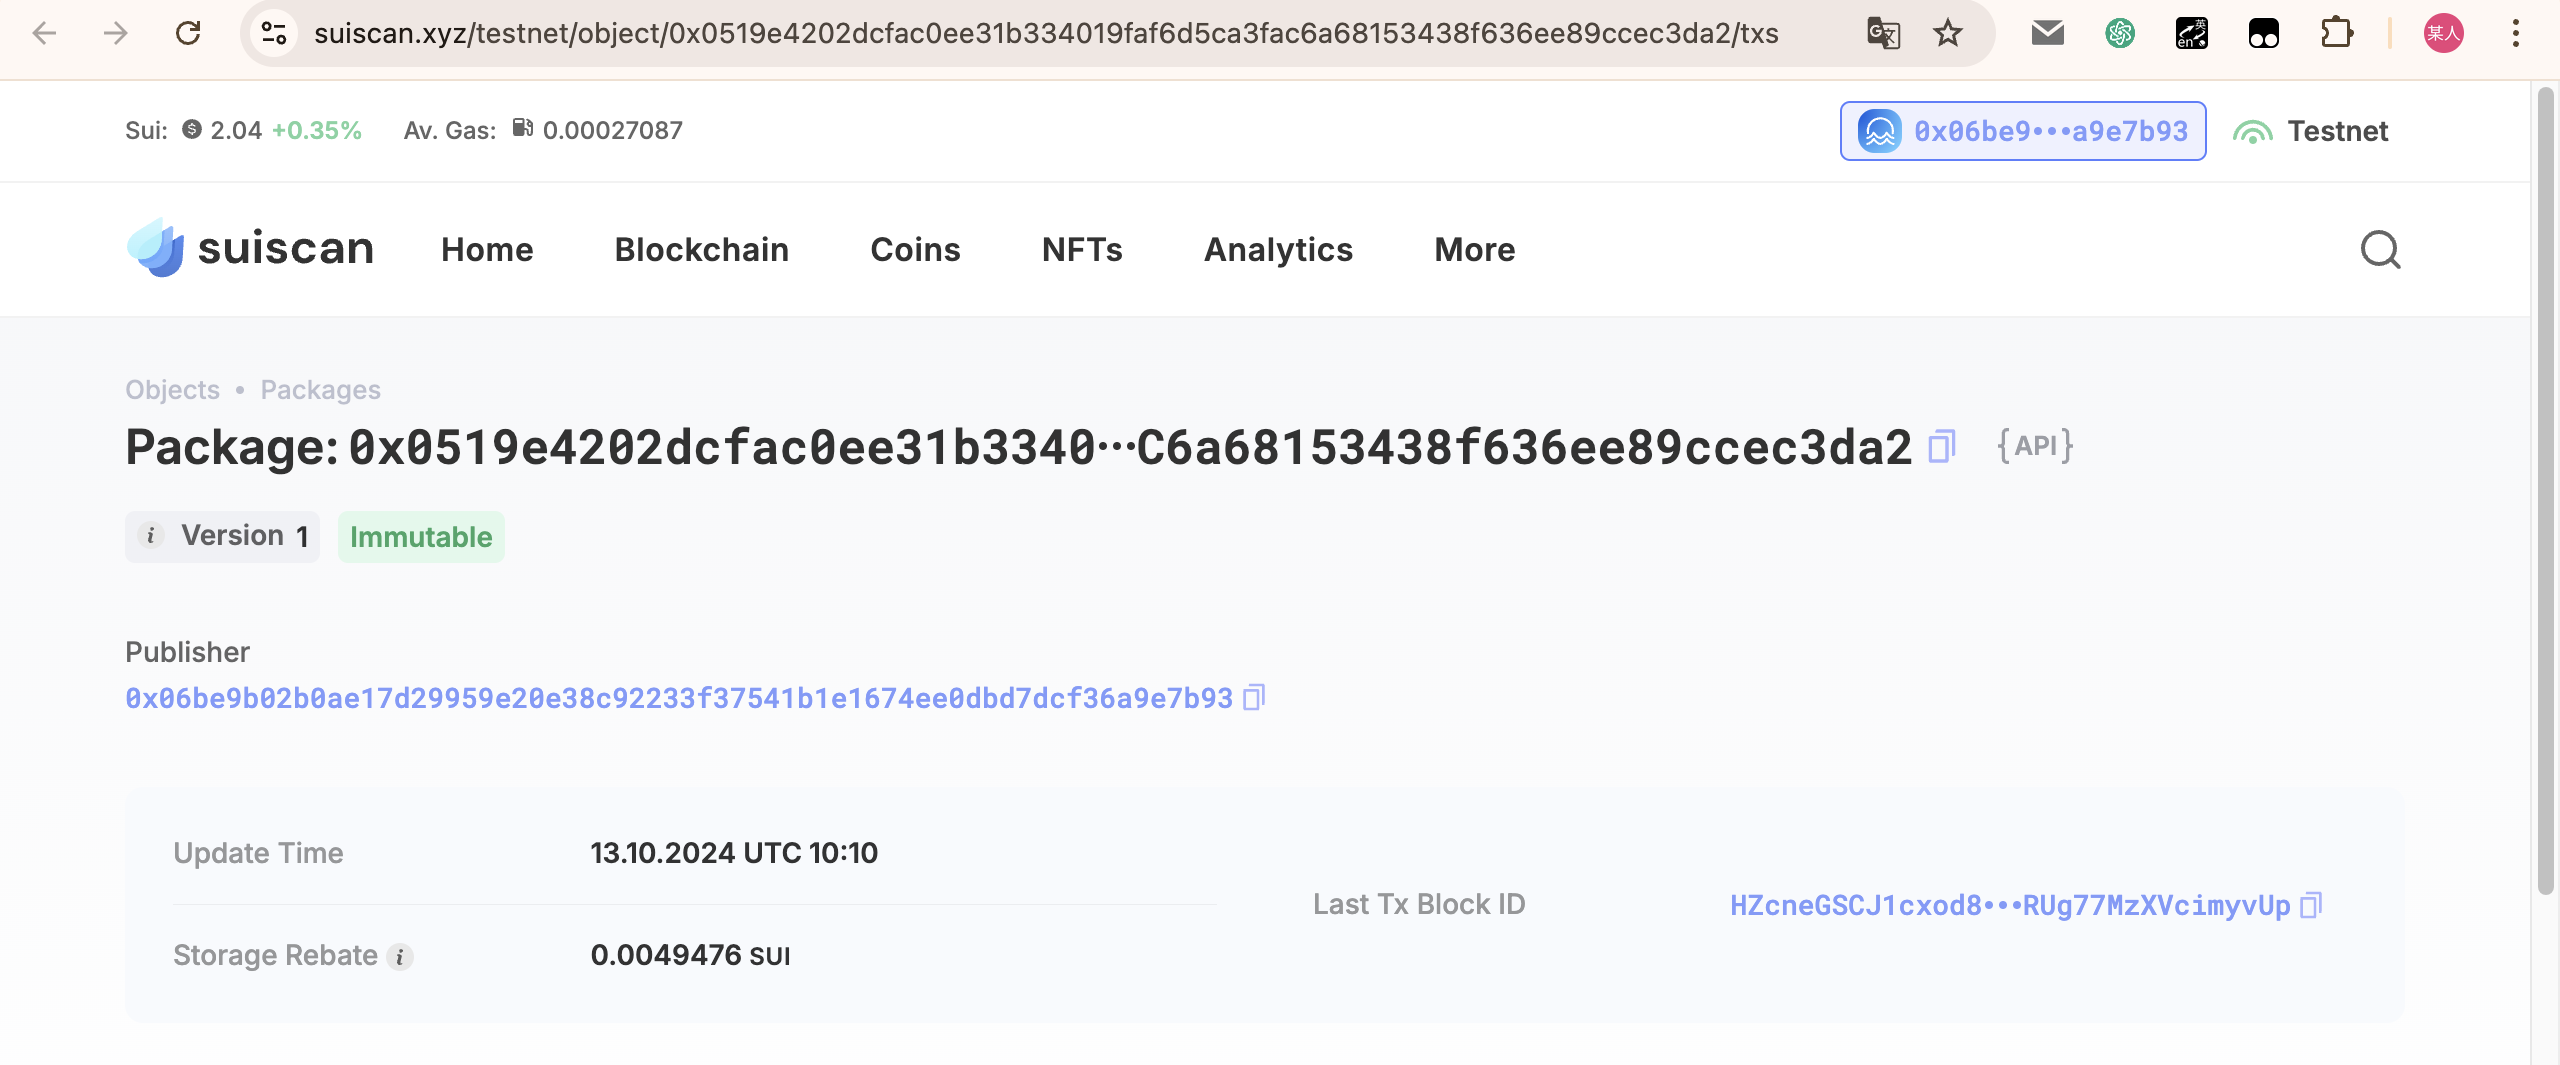 suiscan.xyz/testnet/object/0x0519e4202dcfac0ee31b334019faf6d5ca3fac6a68153438f636ee89ccec3da2/txs
某人
Sui: 2.04 +0.35% Av. Gas: 0.00027087
0x06be9•••a9e7b93 Testnet
suiscan Home Blockchain Coins NFTs Analytics More
Objects • Packages
Package: 0x0519e4202dcfac0ee31b3340···C6a68153438f636ee89ccec3da2 {API}
Version 1 Immutable
Publisher
0x06be9b02b0ae17d29959e20e38c92233f37541b1e1674ee0dbd7dcf36a9e7b93
Update Time 13.10.2024 UTC 10:10
Last Tx Block ID HZcneGSCJ1cxod8•••RUg77MzXVcimyvUp
Storage Rebate 0.0049476 SUI